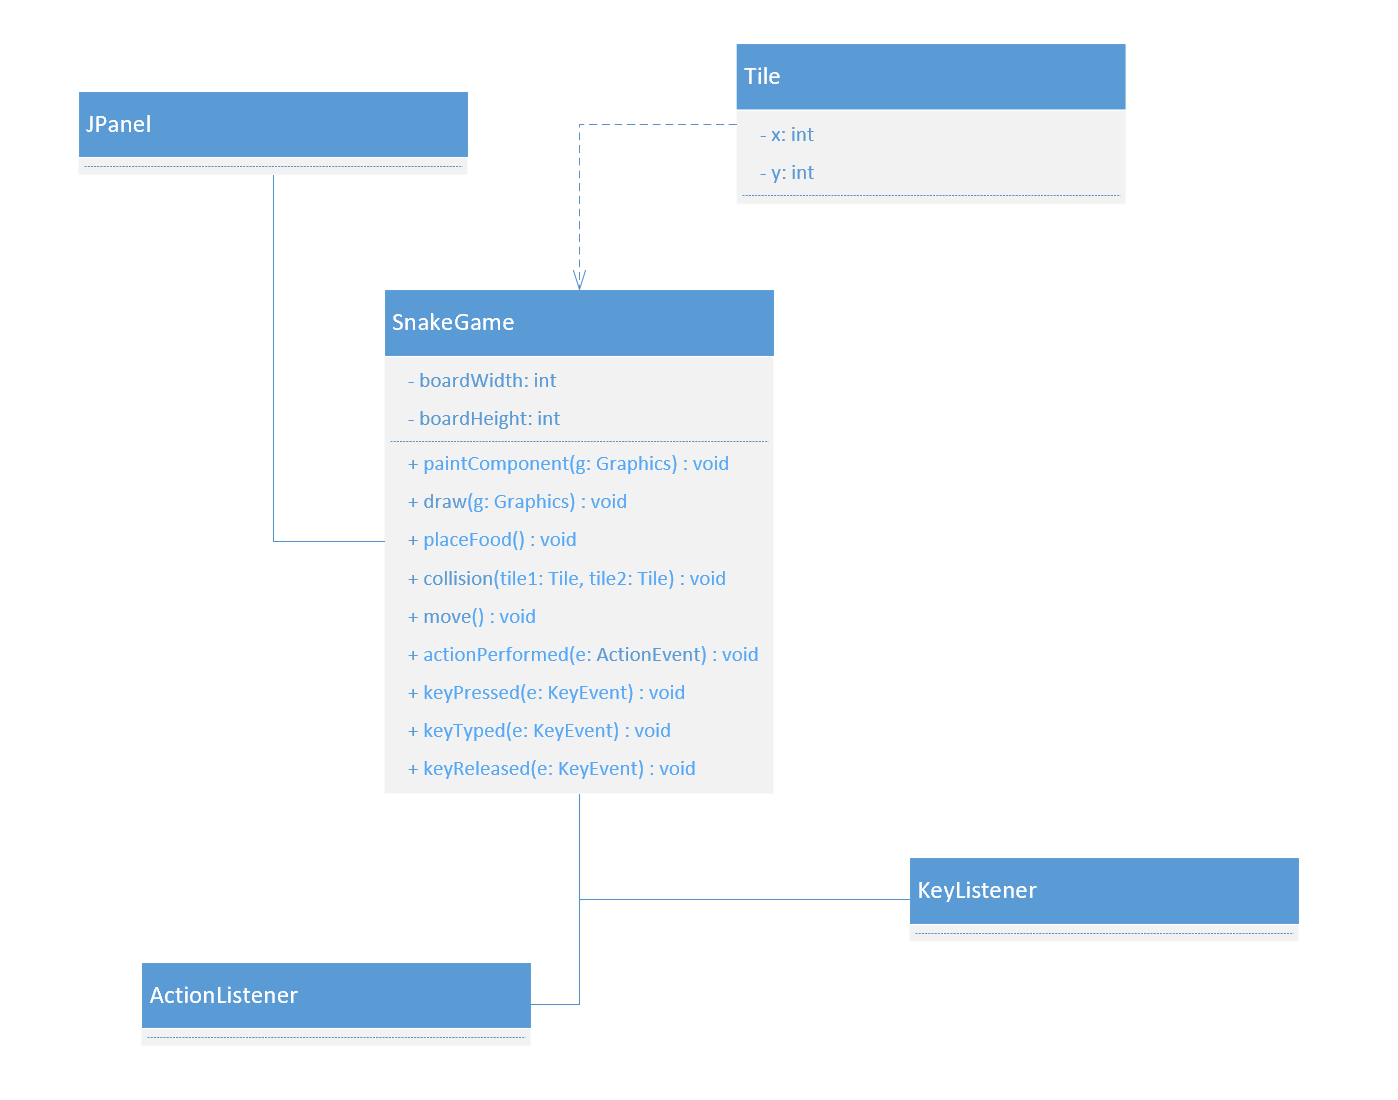 JPanel
Tile
- x: int
- y: int
SnakeGame
- boardWidth: int
- boardHeight: int
+ paintComponent(g: Graphics) : void
+ draw(g: Graphics) : void
+ placeFood() : void
+ collision(tile1: Tile, tile2: Tile) : void
+ move() : void
+ actionPerformed(e: ActionEvent) : void
+ keyPressed(e: KeyEvent) : void
+ keyTyped(e: KeyEvent) : void
+ keyReleased(e: KeyEvent) : void
KeyListener
ActionListener